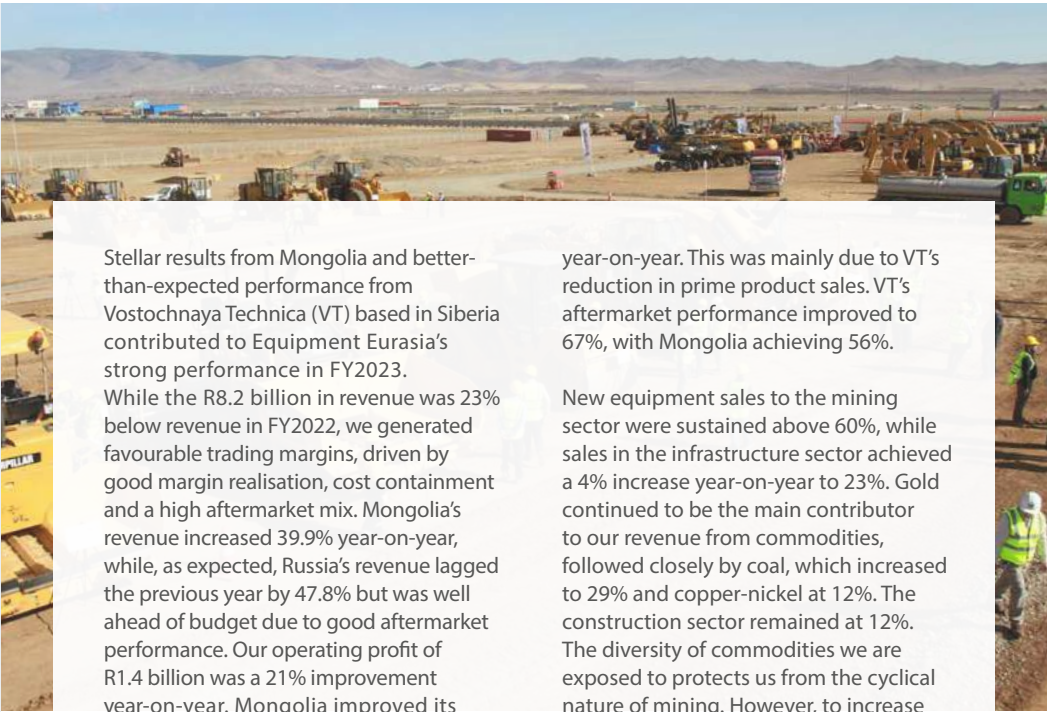 Stellar results from Mongolia and better-
than-expected performance from
Vostochnaya Technica (VT) based in Siberia
contributed to Equipment Eurasia’s
strong performance in FY2023.
While the R8.2 billion in revenue was 23%
below revenue in FY2022, we generated
favourable trading margins, driven by
good margin realisation, cost containment
and a high aftermarket mix. Mongolia’s
revenue increased 39.9% year-on-year,
while, as expected, Russia’s revenue lagged
the previous year by 47.8% but was well
ahead of budget due to good aftermarket
performance. Our operating profit of
R1.4 billion was a 21% improvement
year-on-year. Mongolia improved its
year-on-year. This was mainly due to VT’s
reduction in prime product sales. VT’s
aftermarket performance improved to
67%, with Mongolia achieving 56%.
New equipment sales to the mining
sector were sustained above 60%, while
sales in the infrastructure sector achieved
a 4% increase year-on-year to 23%. Gold
continued to be the main contributor
to our revenue from commodities,
followed closely by coal, which increased
to 29% and copper-nickel at 12%. The
construction sector remained at 12%.
The diversity of commodities we are
exposed to protects us from the cyclical
nature of mining. However, to increase